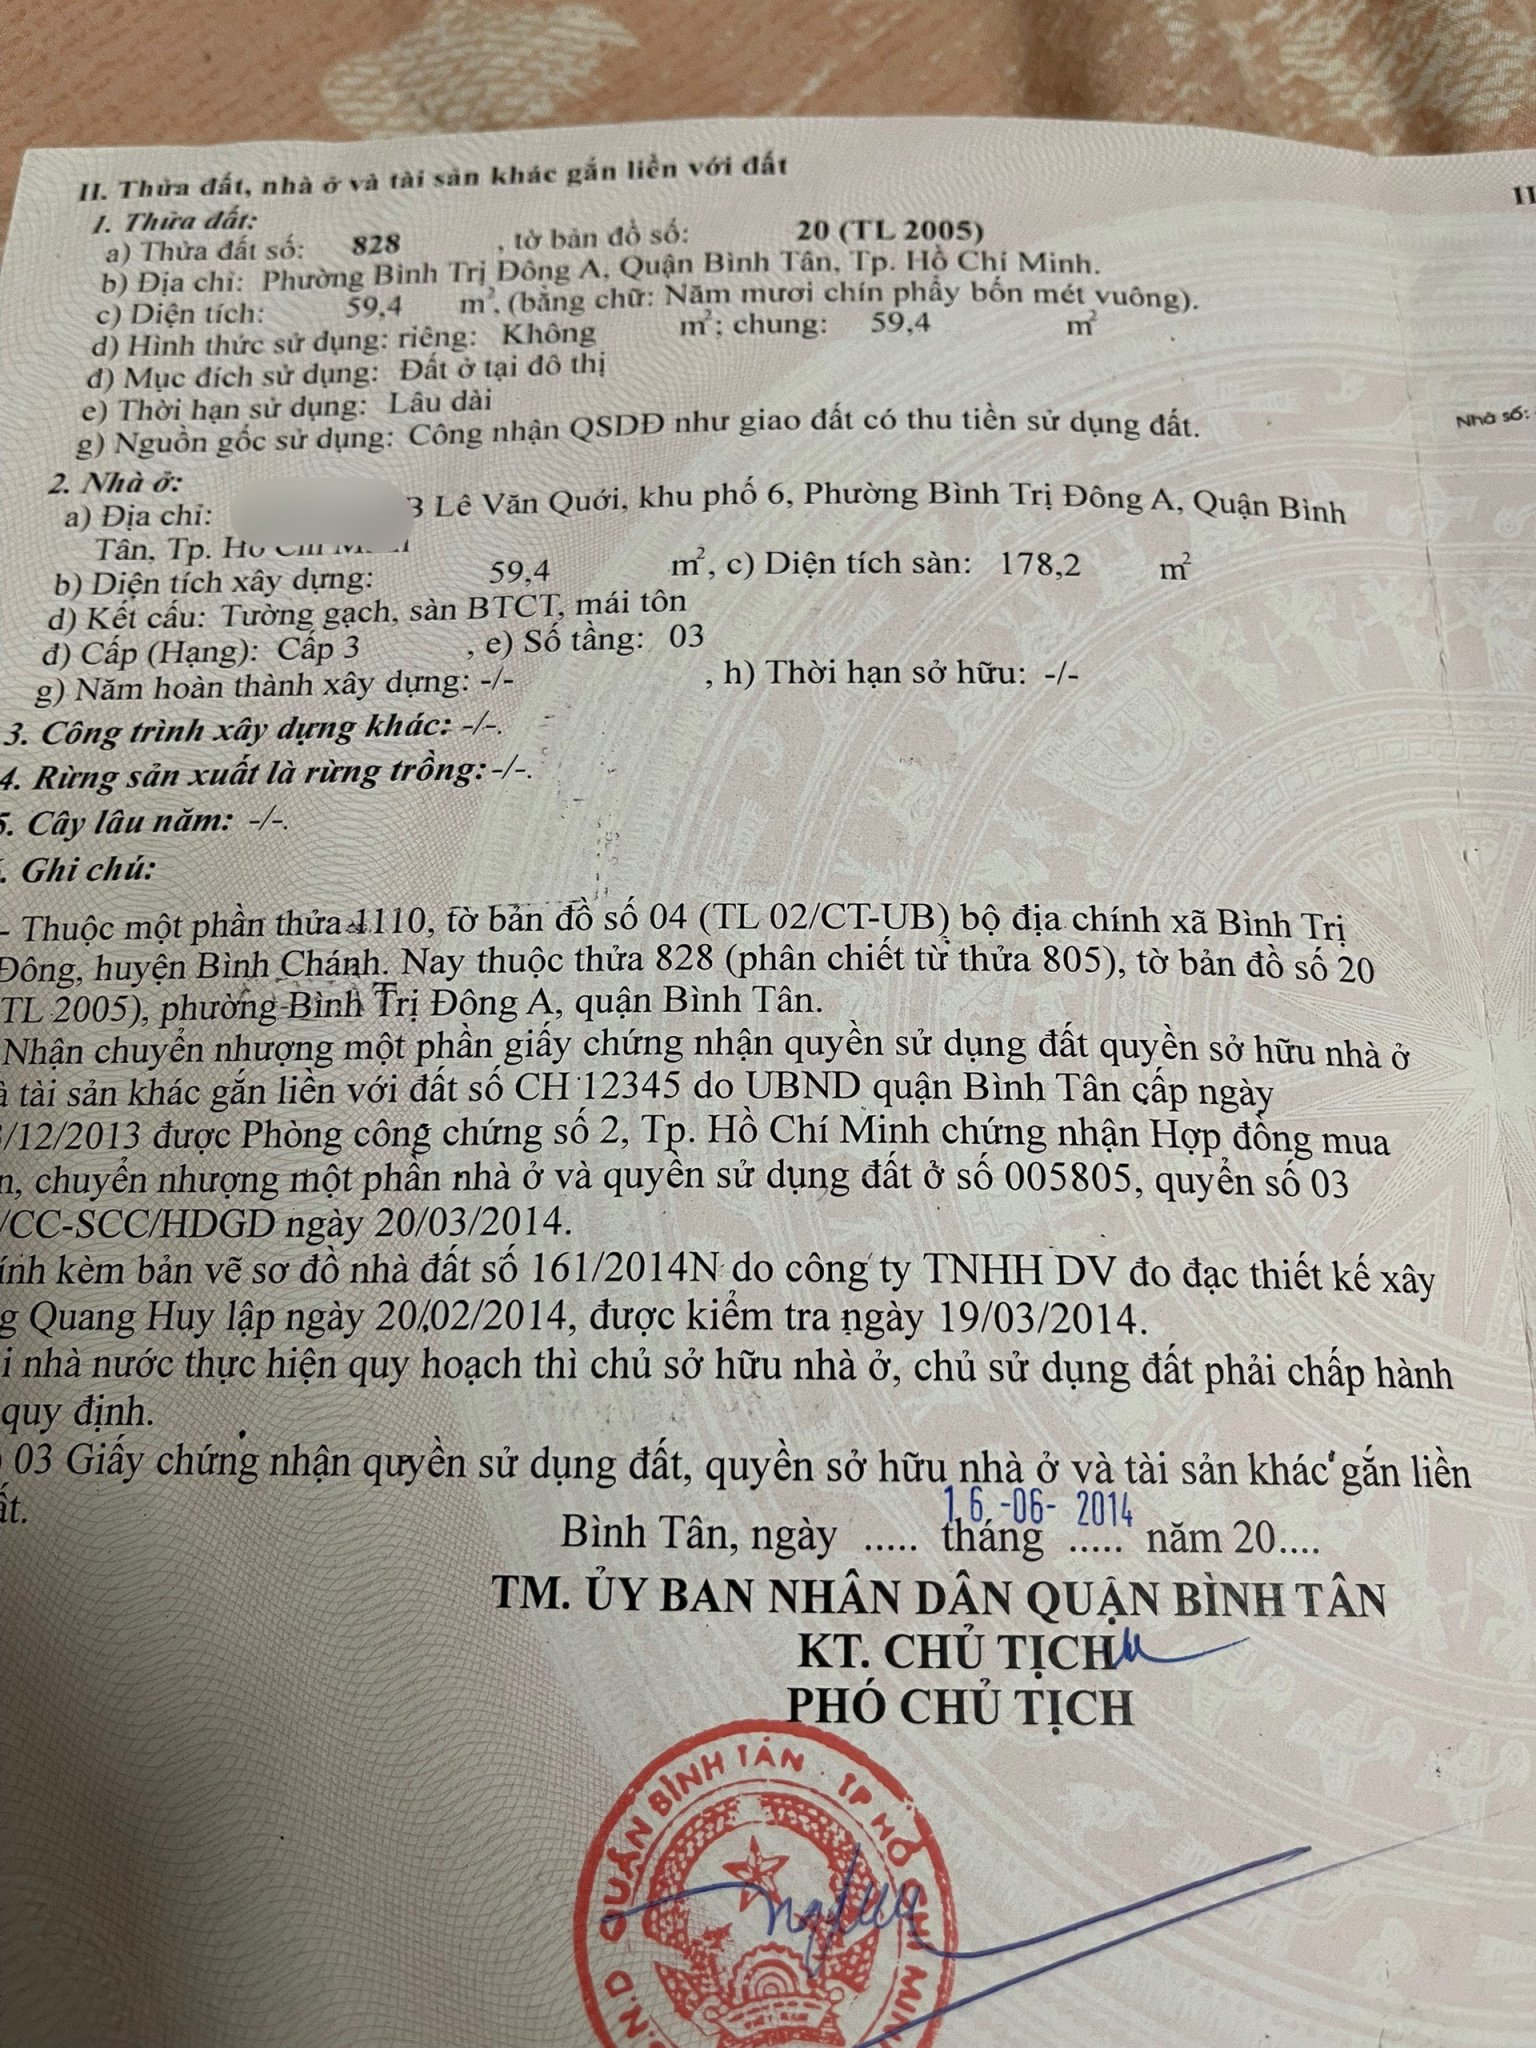 II. Thửa đất, nhà ở và tài sản khác gắn liền với đất
II
1. Thửa đất:
a) Thửa đất số: 828 , tờ bản đồ số: 20 (TL 2005)
b) Địa chỉ: Phường Bình Trị Đông A, Quận Bình Tân, Tp. Hồ Chí Minh.
c) Diện tích: 59,4 m², (bằng chữ: Năm mươi chín phẩy bốn mét vuông).
d) Hình thức sử dụng: riêng: Không m²; chung: 59,4 m²
đ) Mục đích sử dụng: Đất ở tại đô thị
e) Thời hạn sử dụng: Lâu dài
g) Nguồn gốc sử dụng: Công nhận QSDĐ như giao đất có thu tiền sử dụng đất.
Nhà số:
2. Nhà ở:
a) Địa chỉ: Lê Văn Quới, khu phố 6, Phường Bình Trị Đông A, Quận Bình
Tân, Tp. Hồ Chí Minh
b) Diện tích xây dựng: 59,4 m², c) Diện tích sàn: 178,2 m²
d) Kết cấu: Tường gạch, sàn BTCT, mái tôn
đ) Cấp (Hạng): Cấp 3 , e) Số tầng: 03
g) Năm hoàn thành xây dựng: -/- , h) Thời hạn sở hữu: -/-
3. Công trình xây dựng khác: -/-.
4. Rừng sản xuất là rừng trồng: -/-.
5. Cây lâu năm: -/-.
. Ghi chú:
- Thuộc một phần thửa 1110, tờ bản đồ số 04 (TL 02/CT-UB) bộ địa chính xã Bình Trị
Đông, huyện Bình Chánh. Nay thuộc thửa 828 (phân chiết từ thửa 805), tờ bản đồ số 20
TL 2005), phường Bình Trị Đông A, quận Bình Tân.
Nhận chuyển nhượng một phần giấy chứng nhận quyền sử dụng đất quyền sở hữu nhà ở
à tài sản khác gắn liền với đất số CH 12345 do UBND quận Bình Tân cấp ngày
/12/2013 được Phòng công chứng số 2, Tp. Hồ Chí Minh chứng nhận Hợp đồng mua
n, chuyển nhượng một phần nhà ở và quyền sử dụng đất ở số 005805, quyển số 03
/CC-SCC/HDGD ngày 20/03/2014.
ính kèm bản vẽ sơ đồ nhà đất số 161/2014N do công ty TNHH DV đo đạc thiết kế xây
g Quang Huy lập ngày 20/02/2014, được kiểm tra ngày 19/03/2014.
i nhà nước thực hiện quy hoạch thì chủ sở hữu nhà ở, chủ sử dụng đất phải chấp hành
quy định.
03 Giấy chứng nhận quyền sử dụng đất, quyền sở hữu nhà ở và tài sản khác gắn liền
ất.
16 -06- 2014
Bình Tân, ngày ..... tháng ..... năm 20....
TM. ỦY BAN NHÂN DÂN QUẬN BÌNH TÂN
KT. CHỦ TỊCH
PHÓ CHỦ TỊCH
.N.D QUẬN BÌNH TÂN . TP HỒ CHÍ MINH